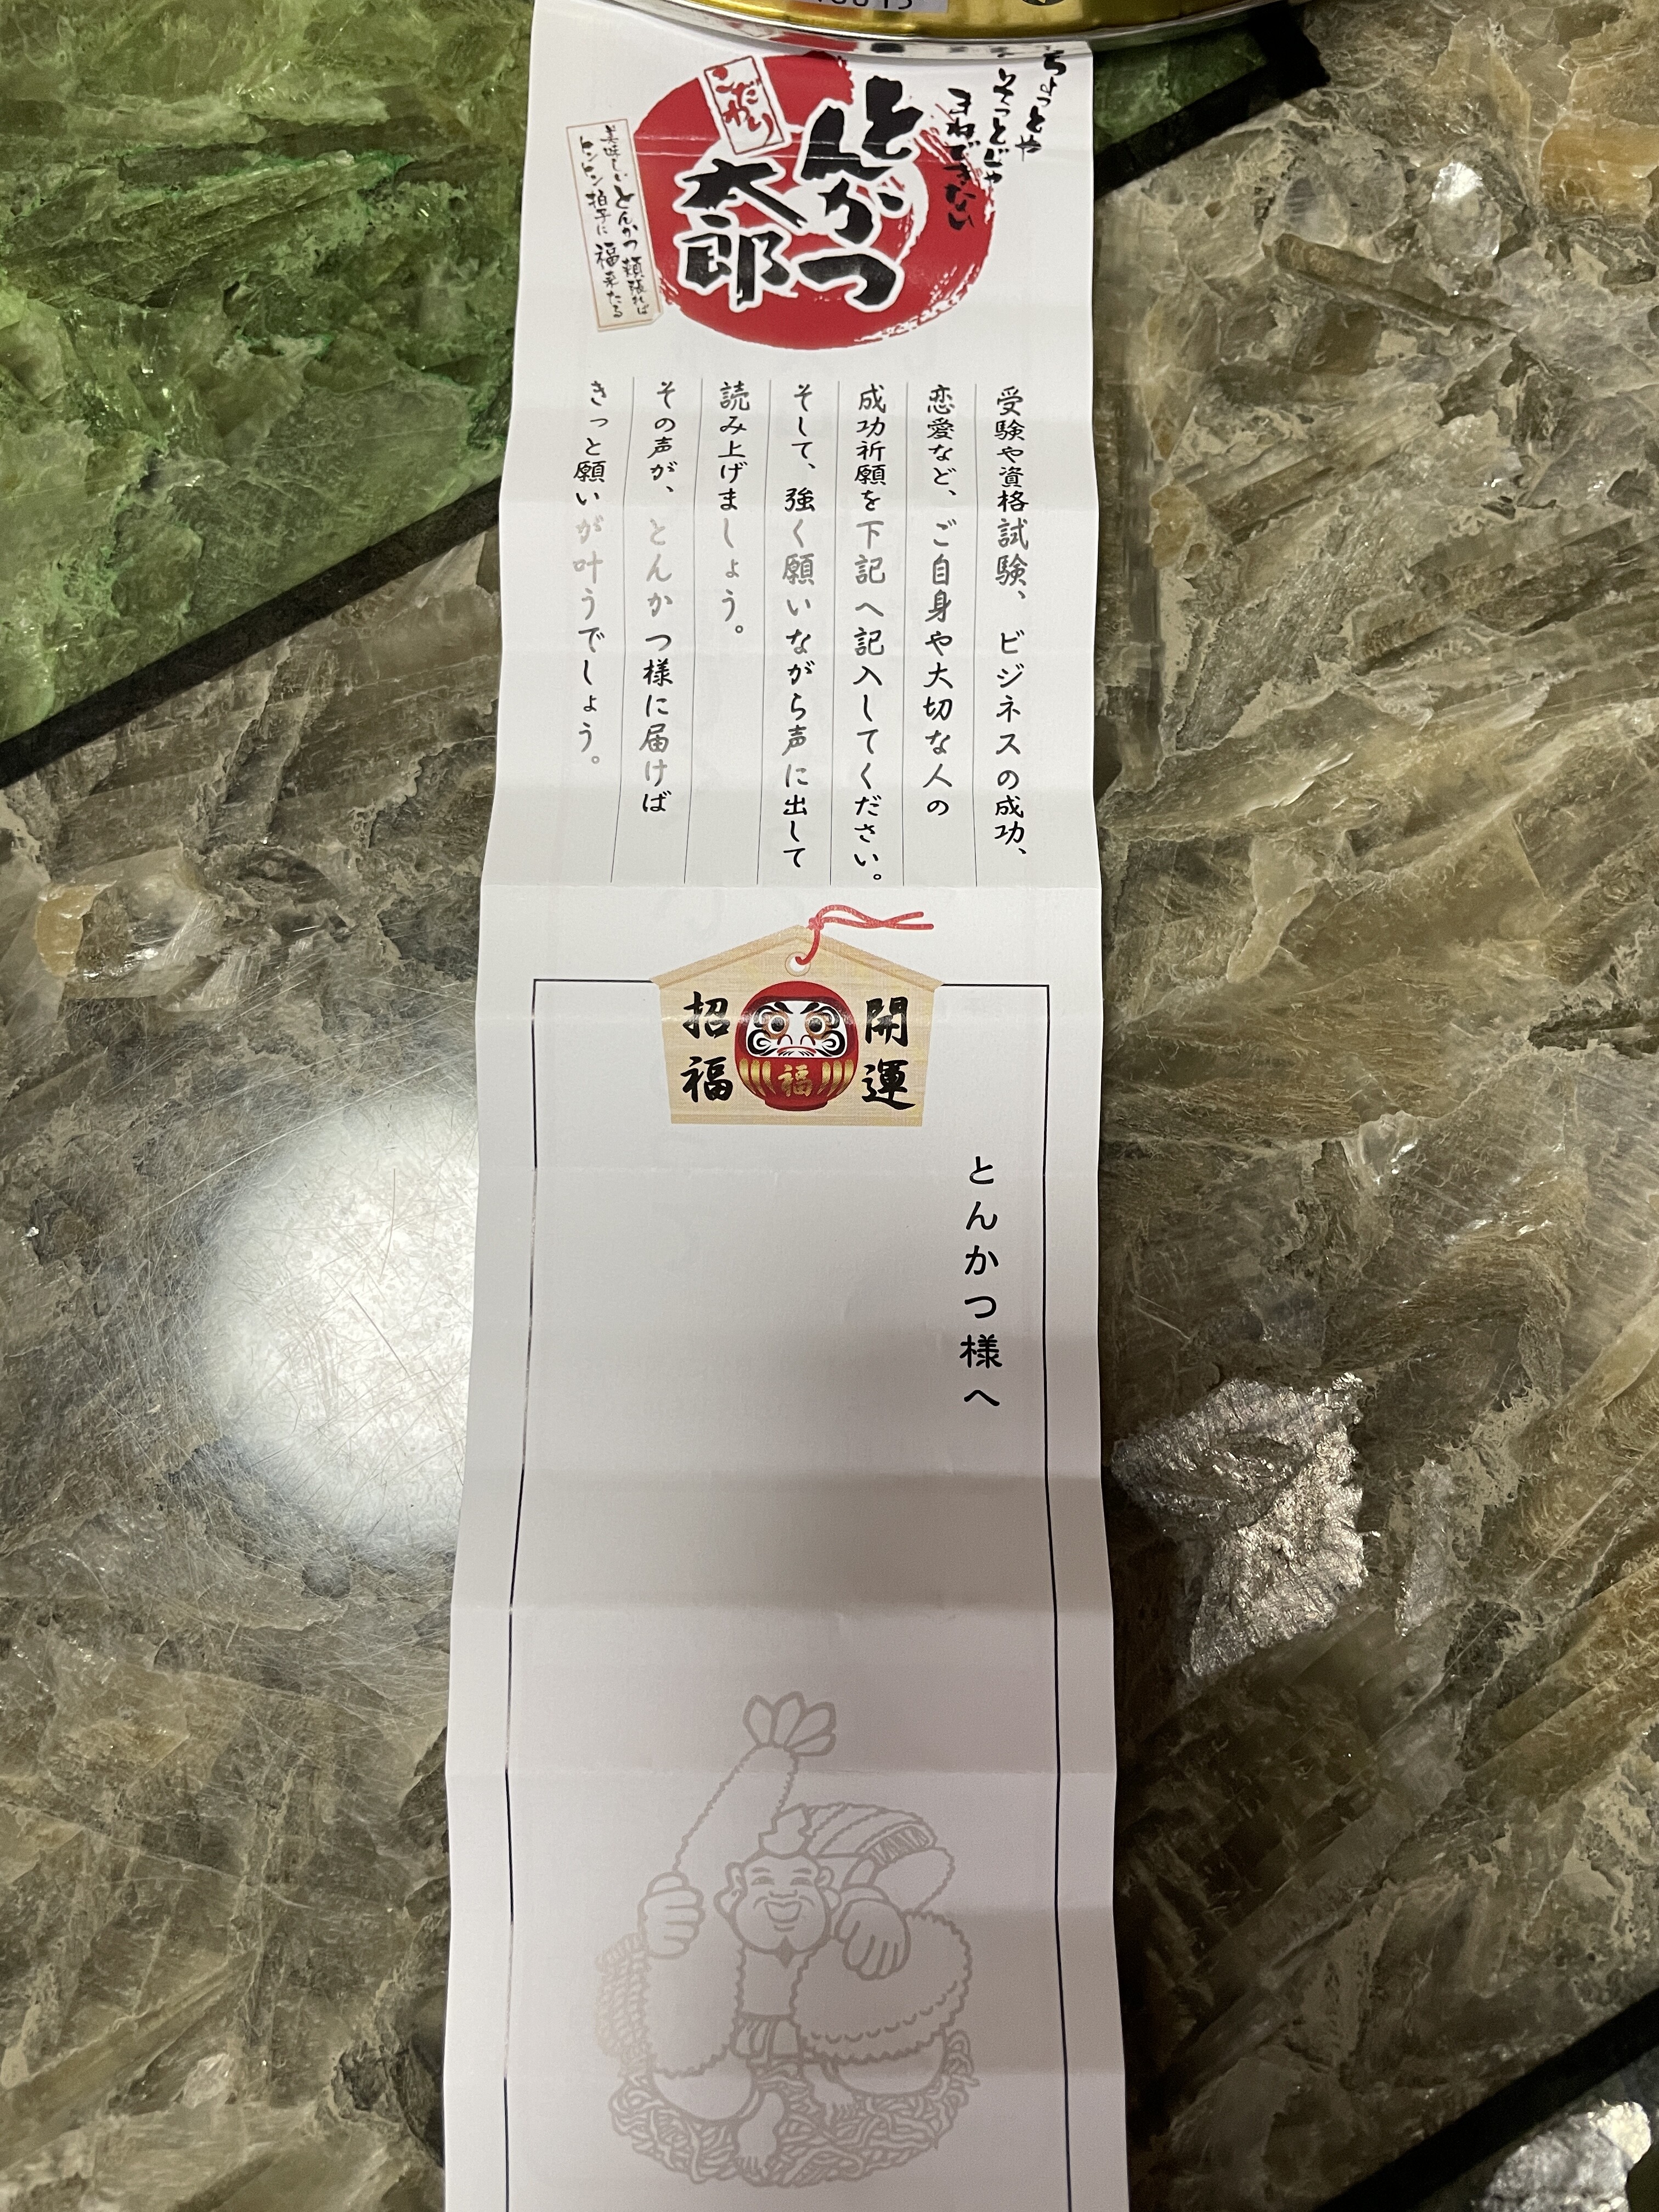 ちょっとや
そっとじゃ
まねできない
こだわり
とんかつ
太郎
美味しいとんかつ頬張れば
トントン拍子に福来たる
受験や資格試験、ビジネスの成功、
恋愛など、ご自身や大切な人の
成功祈願を下記へ記入してください。
そして、強く願いながら声に出して
読み上げましょう。
その声が、とんかつ様に届けば
きっと願いが叶うでしょう。
開運
福
招福
とんかつ様へ